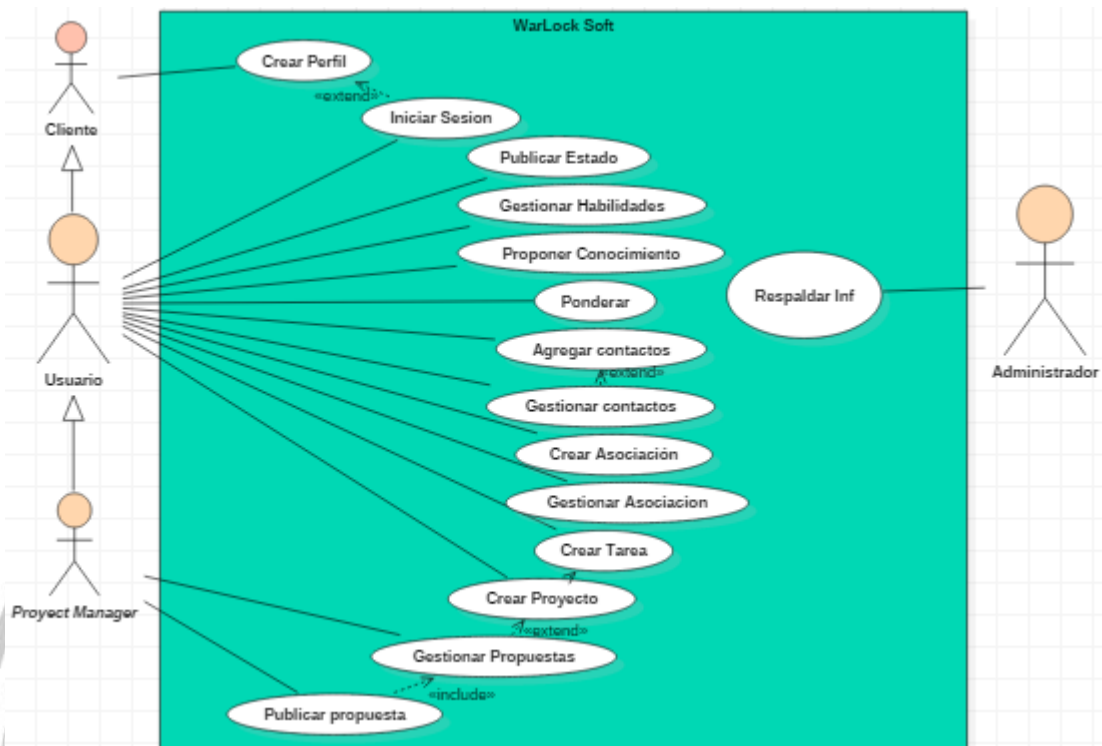 WarLock Soft
Crear Perfil
«extend»
Iniciar Sesion
Cliente
Publicar Estado
Gestionar Habilidades
Proponer Conocimiento
Ponderar
Respaldar Inf
Agregar contactos
«extend»
Administrador
Usuario
Gestionar contactos
Crear Asociación
Gestionar Asociacion
Crear Tarea
Crear Proyecto
Proyect Manager
«extend»
Gestionar Propuestas
«include»
Publicar propuesta